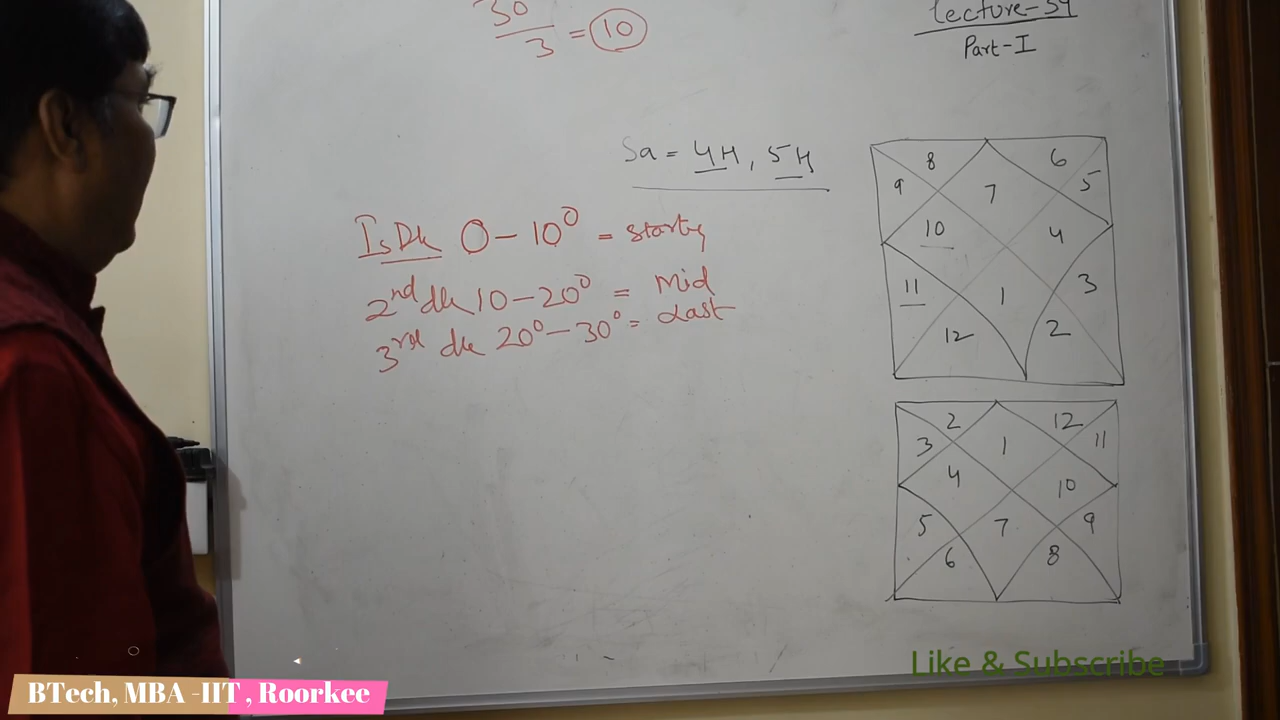 30
3 = 10
Lecture-34
Part-I
Sa = 4H, 5H
Is Dk 0-10° = starting
2nd dk 10-20° = Mid
3rd dk 20°-30° = Last
8 6
9 7 5
10 4
11 1 3
12 2
2 12
3 1 11
4 10
5 7 9
6 8
Like & Subscribe
BTech, MBA -IIT , Roorkee